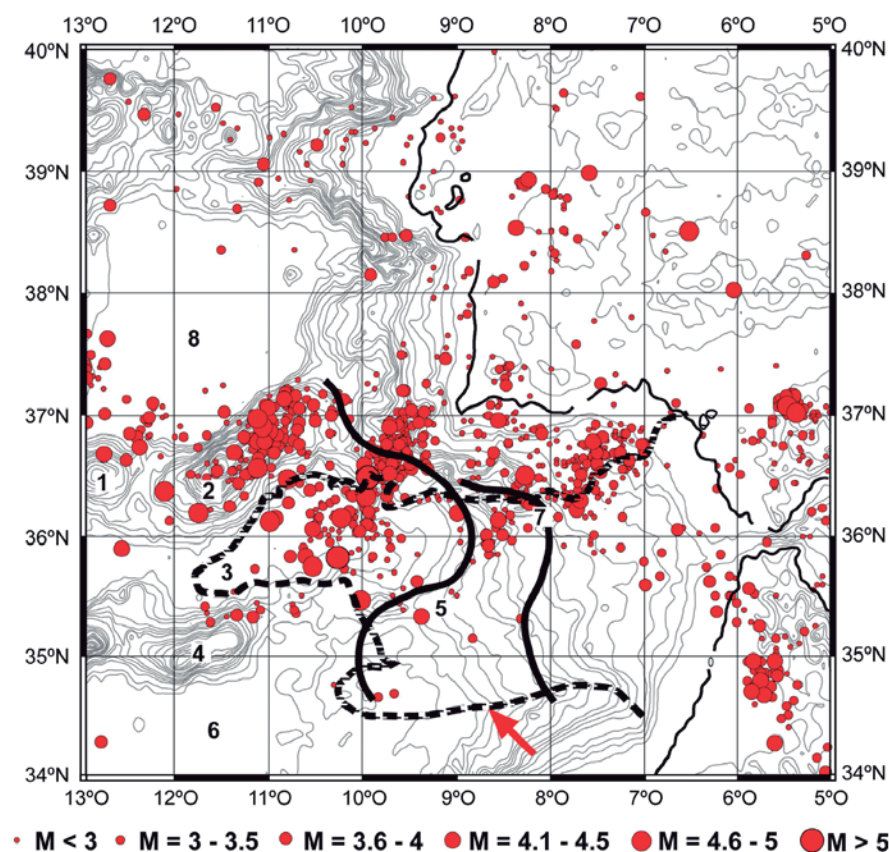 13ºO 12ºO 11ºO 10ºO 9ºO 8ºO 7ºO 6ºO 5ºO
40ºN 40ºN
39ºN 39ºN
38ºN 38ºN
8
37ºN 37ºN
1 2
7
36ºN 36ºN
3
5
4
35ºN 35ºN
0
6
34ºN 34ºN
13ºO 12ºO 11ºO 10ºO 9ºO 8ºO 7ºO 6ºO 5ºO
M < 3 M = 3 - 3.5 M = 3.6 - 4 M = 4.1 - 4.5 M = 4.6 - 5 M > 5